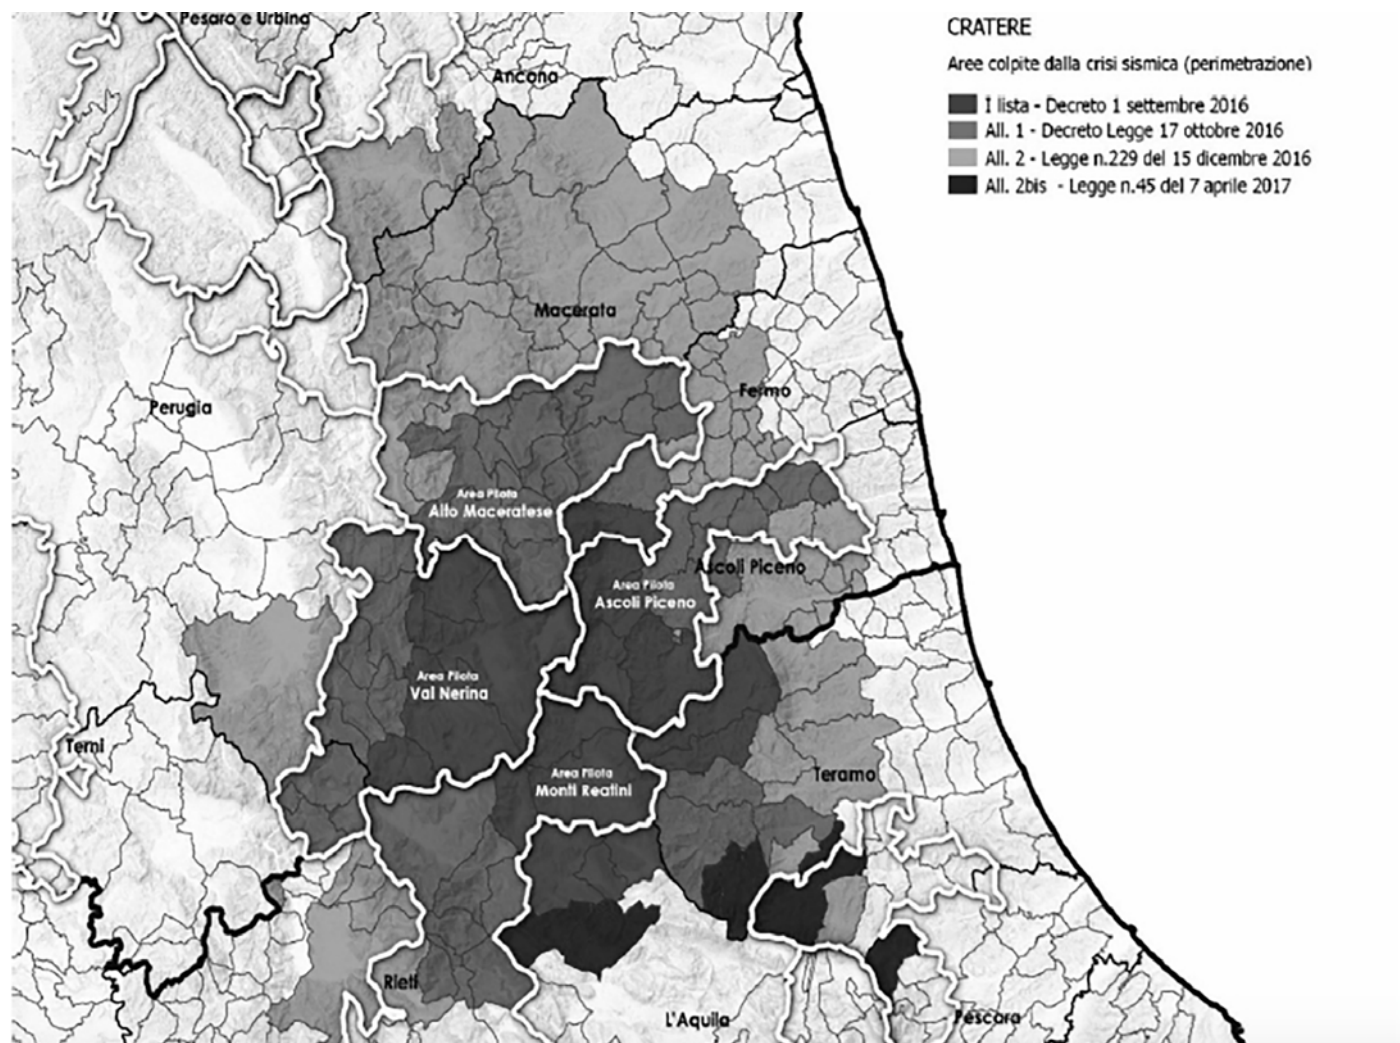 Pesaro e Urbino
Ancona
CRATERE
Aree colpite dalla crisi sismica (perimetrazione)
I lista - Decreto 1 settembre 2016
All. 1 - Decreto Legge 17 ottobre 2016
All. 2 - Legge n.229 del 15 dicembre 2016
All. 2bis - Legge n.45 del 7 aprile 2017
Macerata
Fermo
Perugia
Area Pilota
Alto Maceratese
Ascoli Piceno
Area Pilota
Ascoli Piceno
Area Pilota
Val Nerina
Terni
Area Pilota
Monti Reatini
Teramo
Rieti
L'Aquila
Pescara